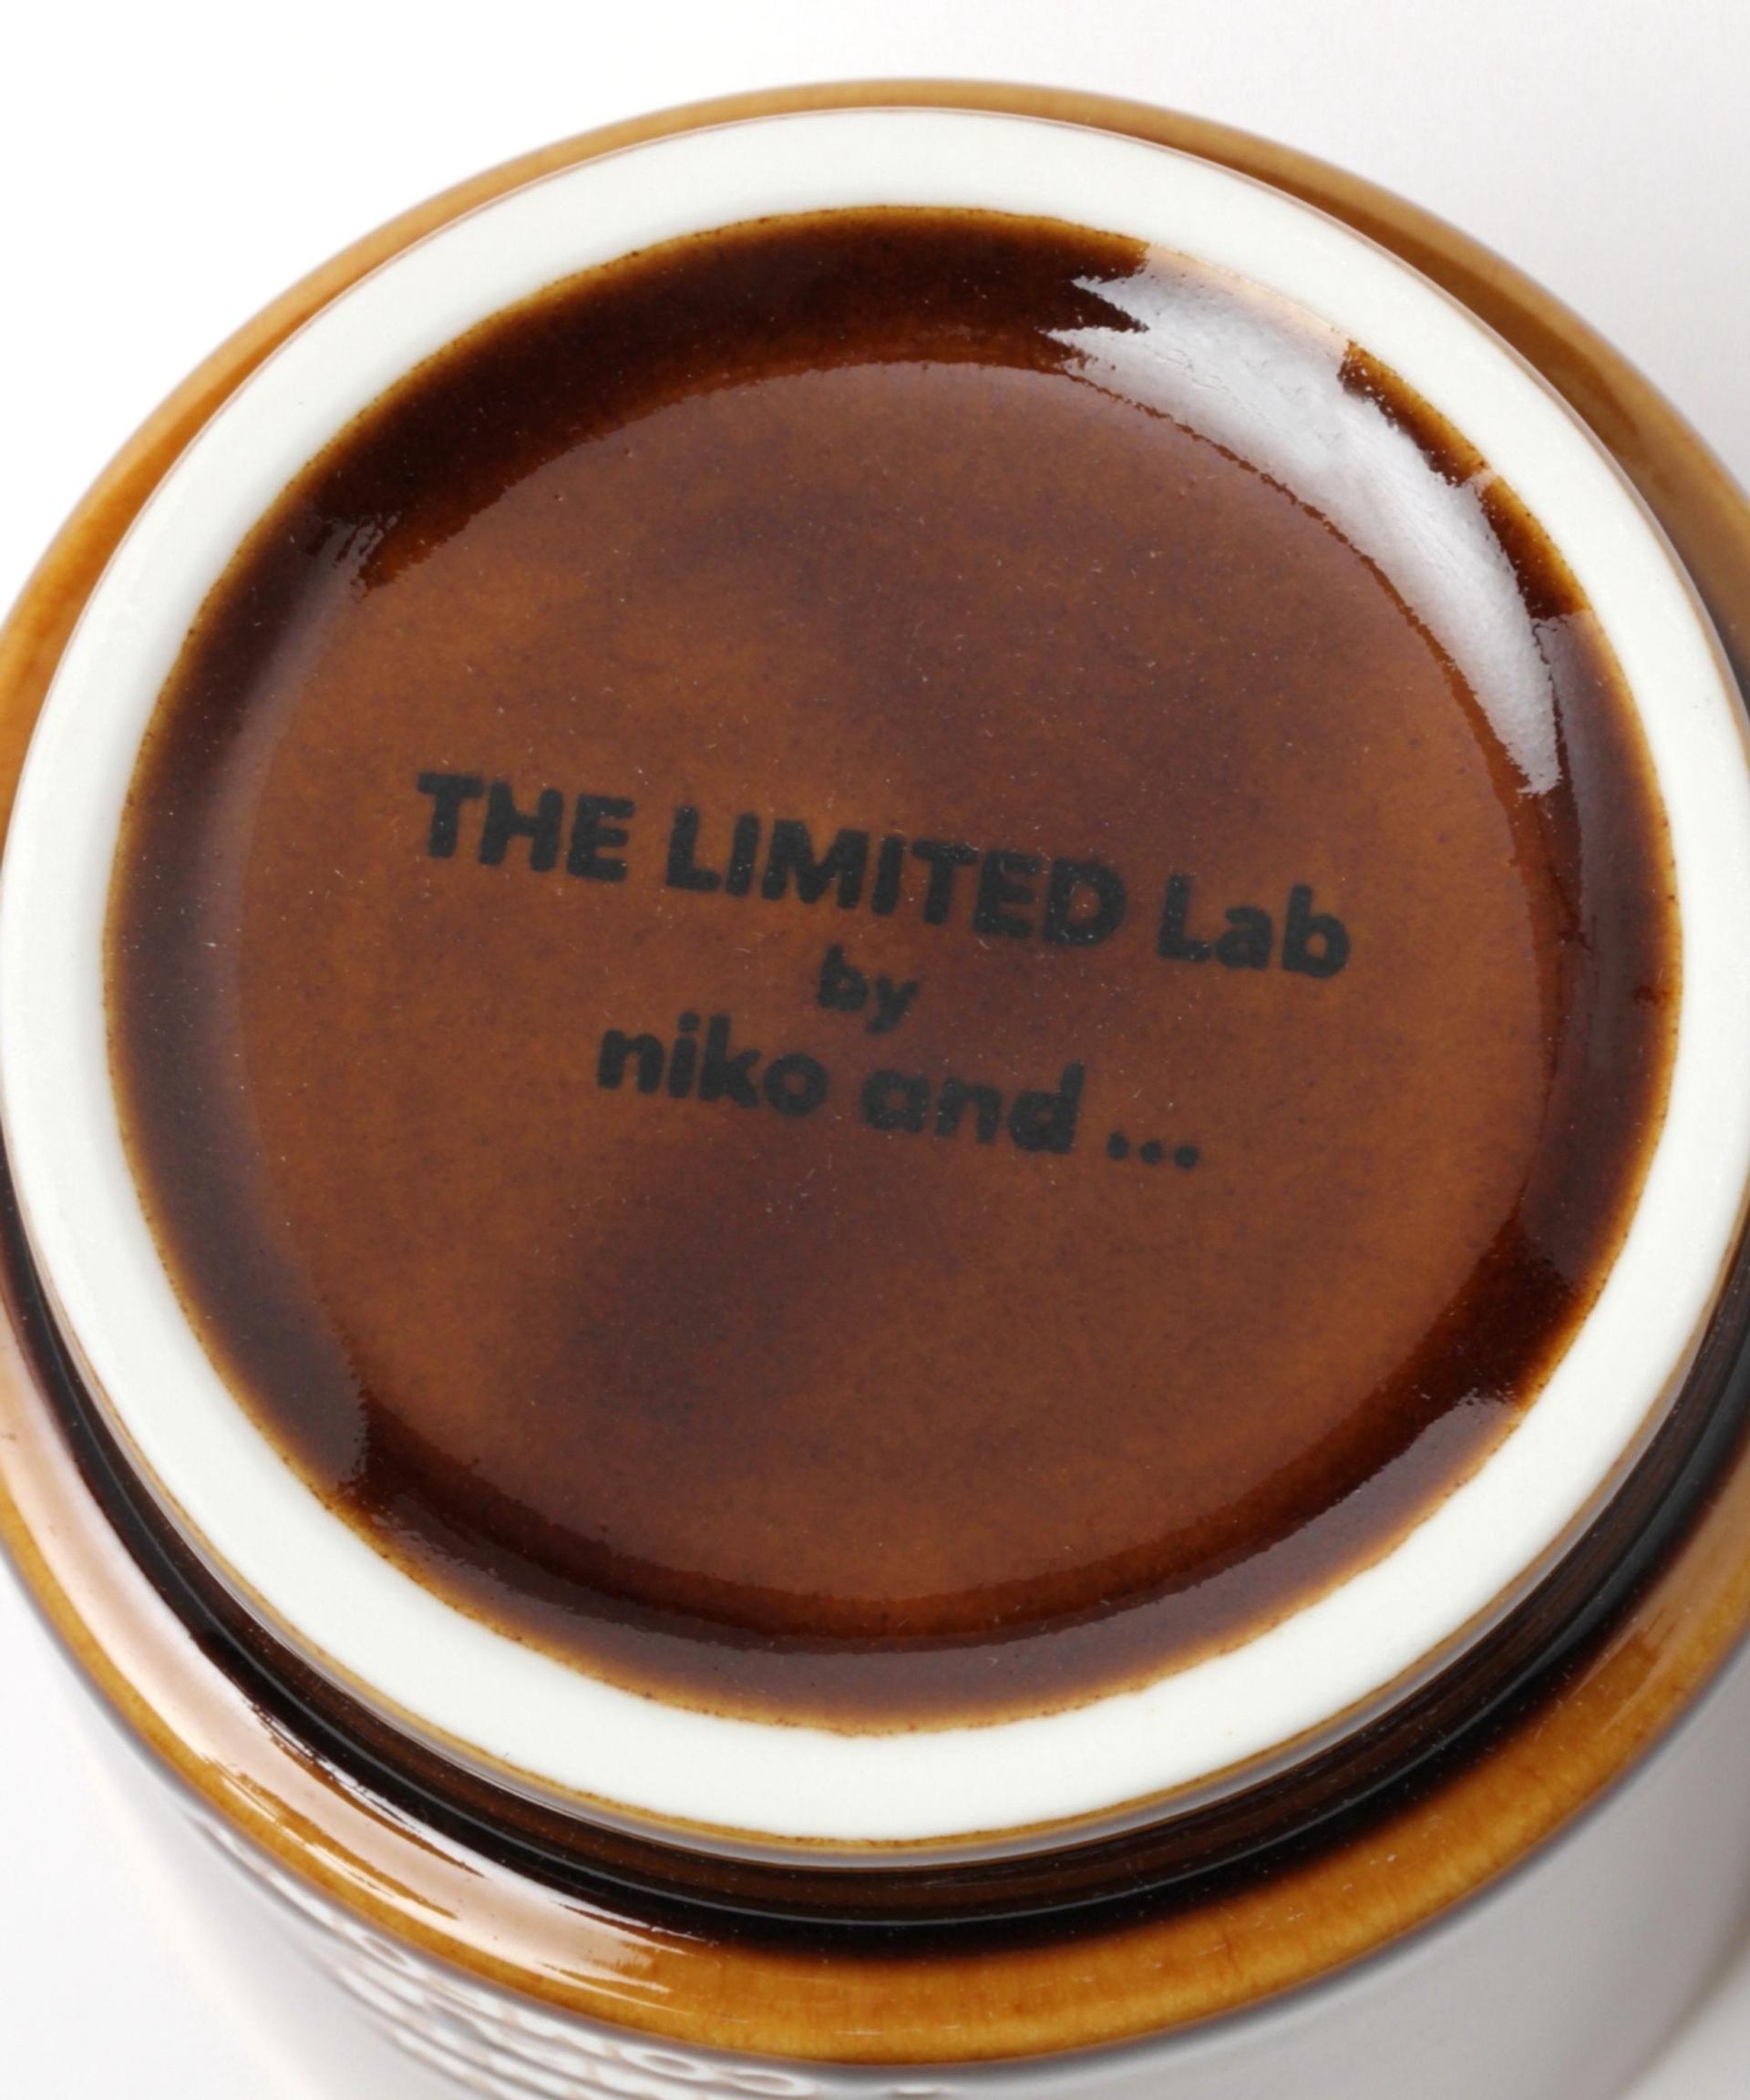 THE LIMITED Lab
by
niko and ...